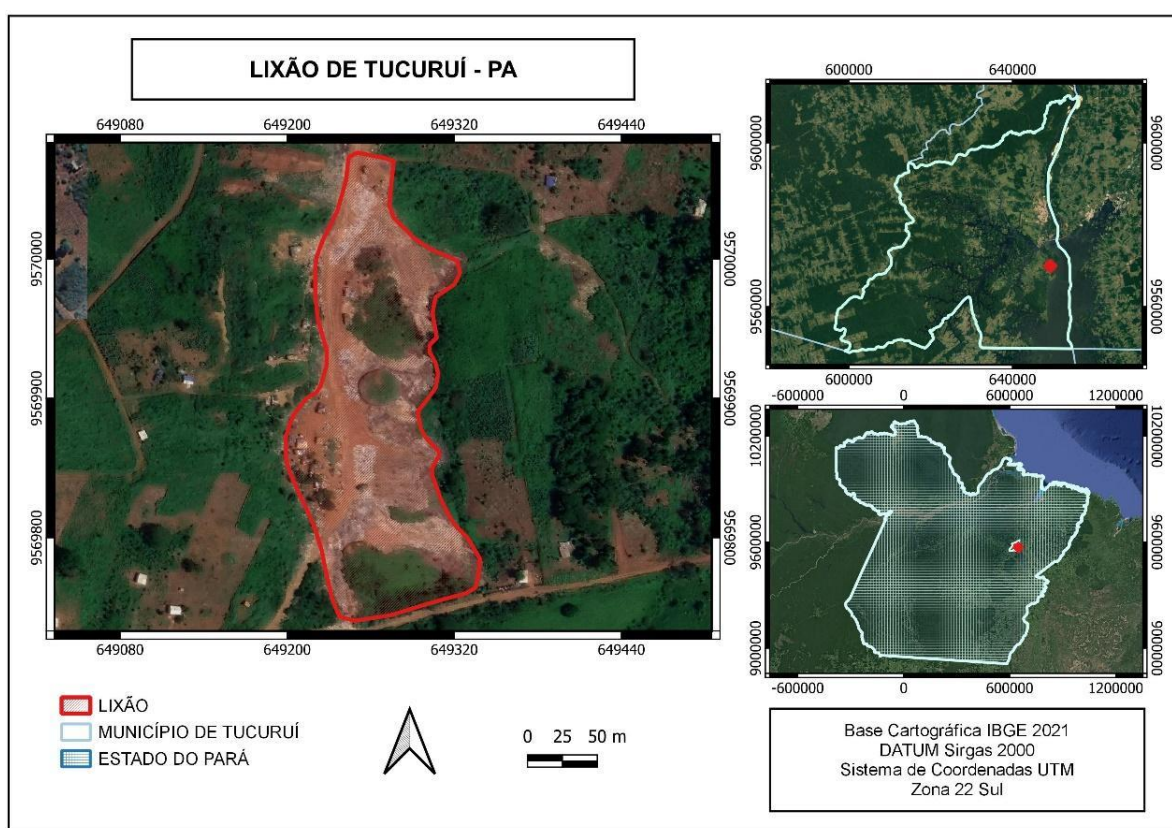 LIXÃO DE TUCURUÍ - PA
649080 649200 649320 649440
9570000 9570000
9569900 9569900
9569800 9569800
649080 649200 649320 649440
600000 640000
9600000 9600000
9560000 9560000
600000 640000
-600000 0 600000 1200000
10200000 10200000
9600000 9600000
9000000 9000000
-600000 0 600000 1200000
LIXÃO
MUNICÍPIO DE TUCURUÍ
ESTADO DO PARÁ
0 25 50 m
Base Cartográfica IBGE 2021
DATUM Sirgas 2000
Sistema de Coordenadas UTM
Zona 22 Sul